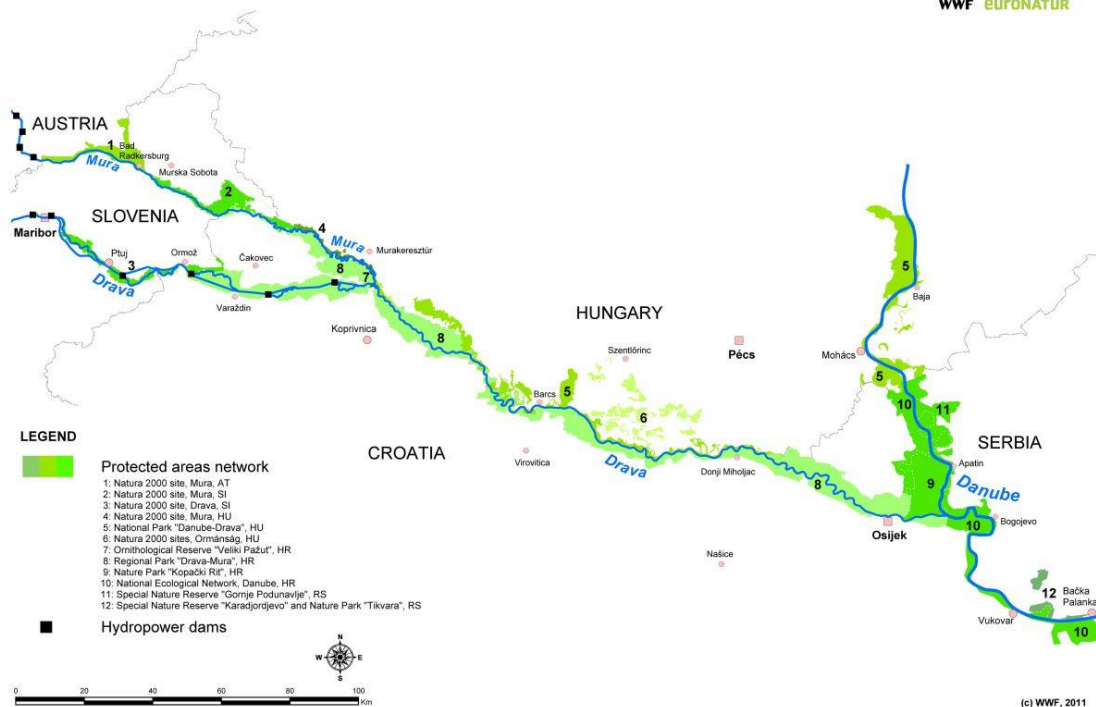 WWF euroNATUR
AUSTRIA
1 Bad
Radkersburg
Mura
Murska Sobota
2
SLOVENIA
Maribor
Ptuj
3
Ormož
Drava
Čakovec
Varaždin
4
Mura
Murakeresztúr
8
7
Koprivnica
8
HUNGARY
Szentlőrinc
Pécs
Barcs
5
6
CROATIA
Virovitica
Drava
Donji Miholjac
8
Osijek
Našice
5
Baja
Mohács
5
10
11
SERBIA
Apatin
9
Danube
10
Bogojevo
12
Bačka
Palanka
Vukovar
10
LEGEND
Protected areas network
1: Natura 2000 site, Mura, AT
2: Natura 2000 site, Mura, SI
3: Natura 2000 site, Drava, SI
4: Natura 2000 site, Mura, HU
5: National Park "Danube-Drava", HU
6: Natura 2000 sites, Ormánság, HU
7: Ornithological Reserve "Veliki Pažut", HR
8: Regional Park "Drava-Mura", HR
9: Nature Park "Kopački Rit", HR
10: National Ecological Network, Danube, HR
11: Special Nature Reserve "Gornje Podunavlje", RS
12: Special Nature Reserve "Karadjordjevo" and Nature Park "Tikvara", RS
Hydropower dams
N
W E
S
0 20 40 60 80 100
Km
(c) WWF, 2011